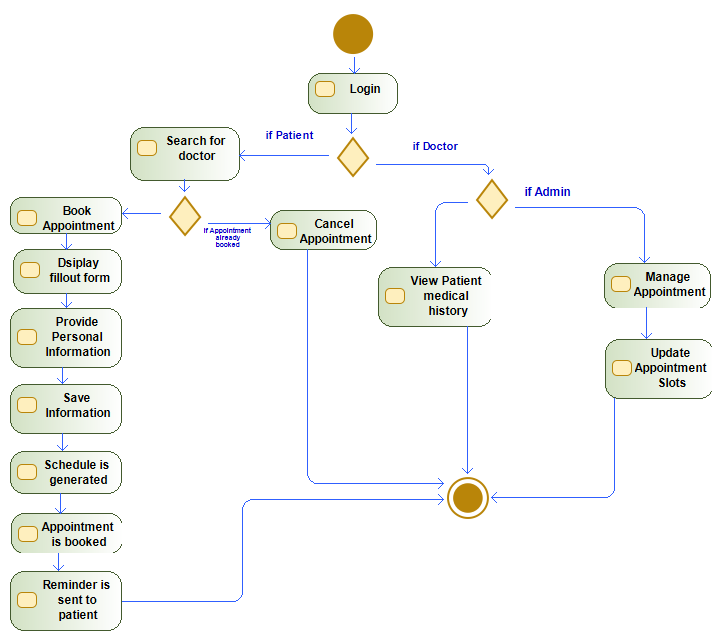 Login
if Patient
if Doctor
Search for
doctor
if Admin
Book
Appointment
if Appointment
already
booked
Cancel
Appointment
Dsiplay
fillout form
View Patient
medical
history
Manage
Appointment
Provide
Personal
Information
Update
Appointment
Slots
Save
Information
Schedule is
generated
Appointment
is booked
Reminder is
sent to
patient